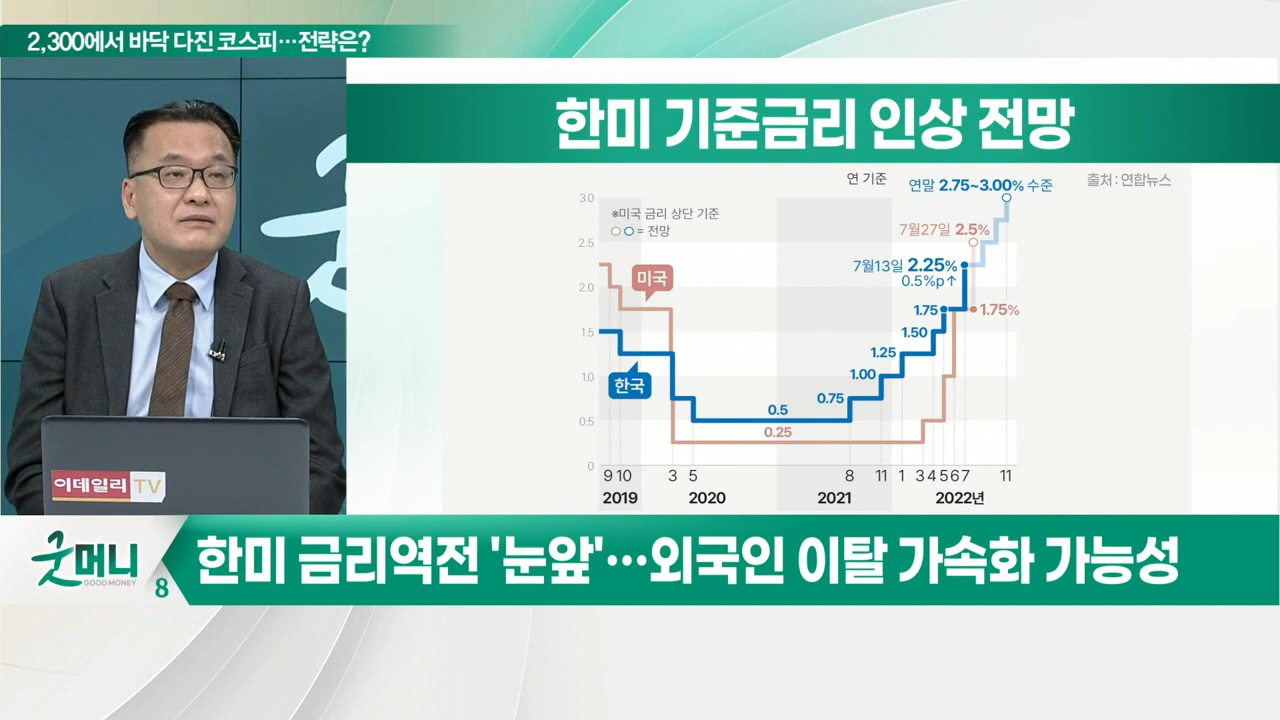 2,300에서 바닥 다진 코스피…전략은?
한미 기준금리 인상 전망
연 기준
연말 2.75~3.00% 수준
출처 : 연합뉴스
※미국 금리 상단 기준
= 전망
7월27일 2.5%
7월13일 2.25%
0.5%p↑
미국
한국
1.75
1.75%
1.50
1.25
1.00
0.75
0.5
0.25
3.0
2.5
2.0
1.5
1.0
0.5
0
9 10 3 5 8 11 1 3 4 5 6 7 11
2019 2020 2021 2022년
이데일리 TV
굿머니
GOOD MONEY
8
한미 금리역전 '눈앞'…외국인 이탈 가속화 가능성